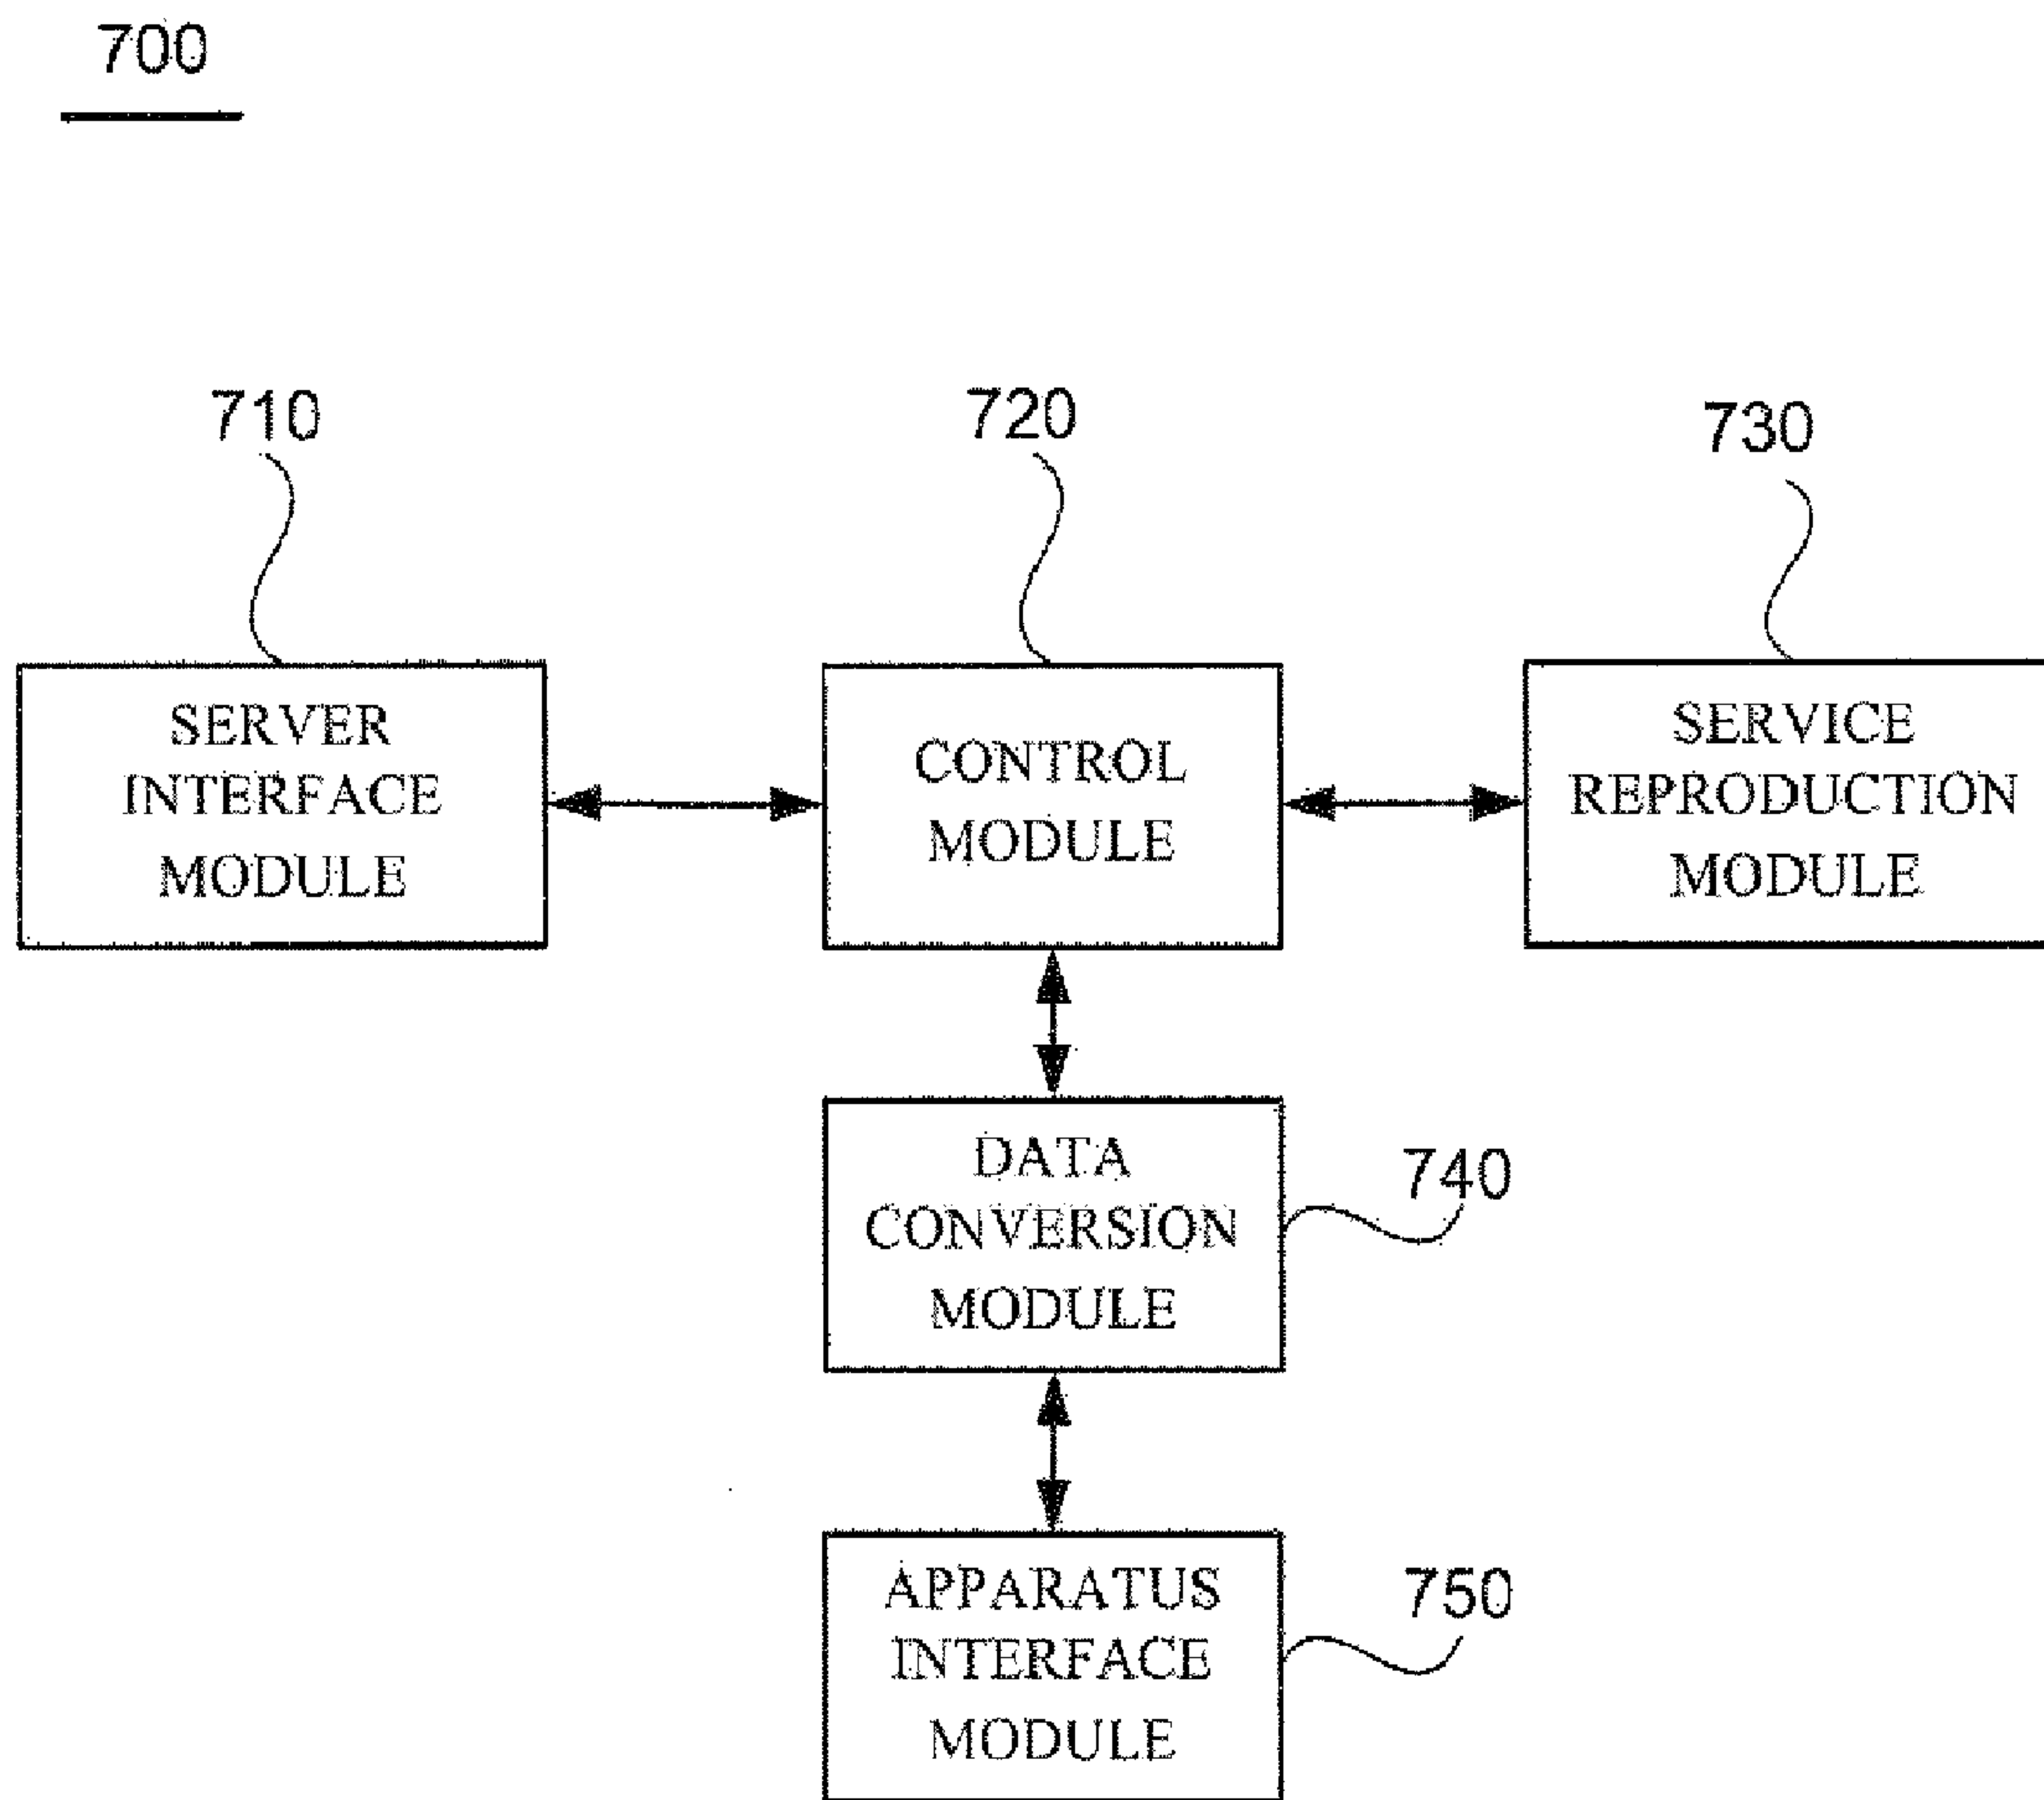 700
710
720
730
SERVER
INTERFACE
MODULE
CONTROL
MODULE
SERVICE
REPRODUCTION
MODULE
DATA
CONVERSION
MODULE
740
APPARATUS
INTERFACE
MODULE
750